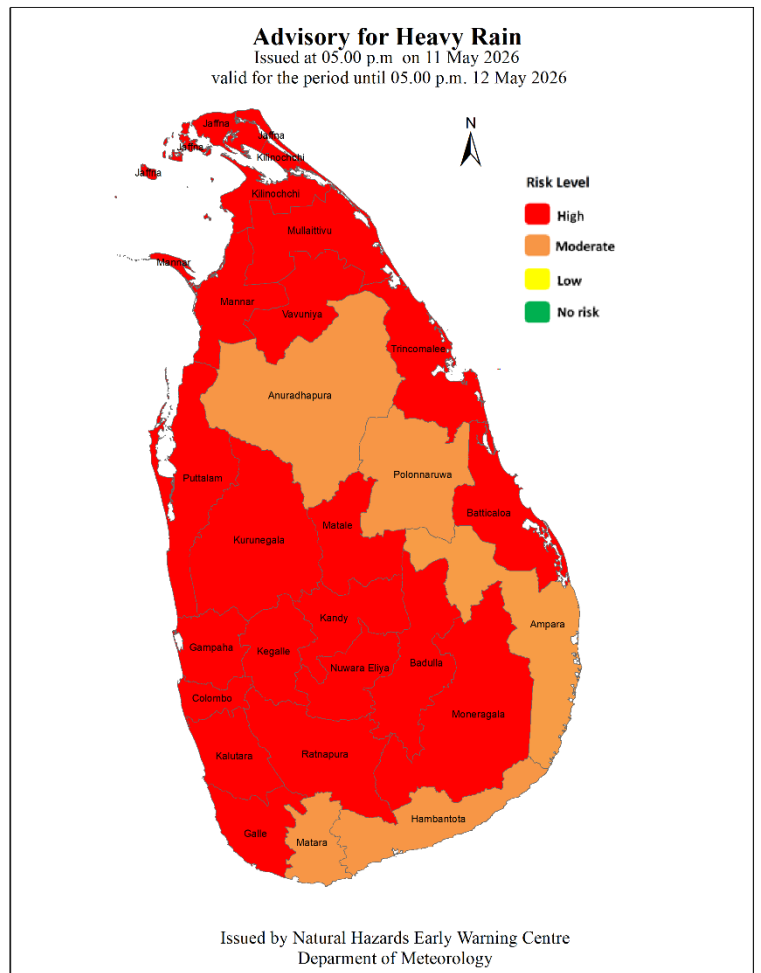 Advisory for Heavy Rain
Issued at 05.00 p.m on 11 May 2026
valid for the period until 05.00 p.m. 12 May 2026
N
Risk Level
High
Moderate
Low
No risk
Jaffna
Jaffna
Jaffna
Kilinochchi
Jaffna
Kilinochchi
Mullaittivu
Mannar
Mannar
Vavuniya
Trincomalee
Anuradhapura
Polonnaruwa
Puttalam
Batticaloa
Matale
Kurunegala
Kandy
Ampara
Gampaha
Kegalle
Nuwara Eliya
Badulla
Colombo
Moneragala
Kalutara
Ratnapura
Hambantota
Galle
Matara
Issued by Natural Hazards Early Warning Centre
Deparment of Meteorology